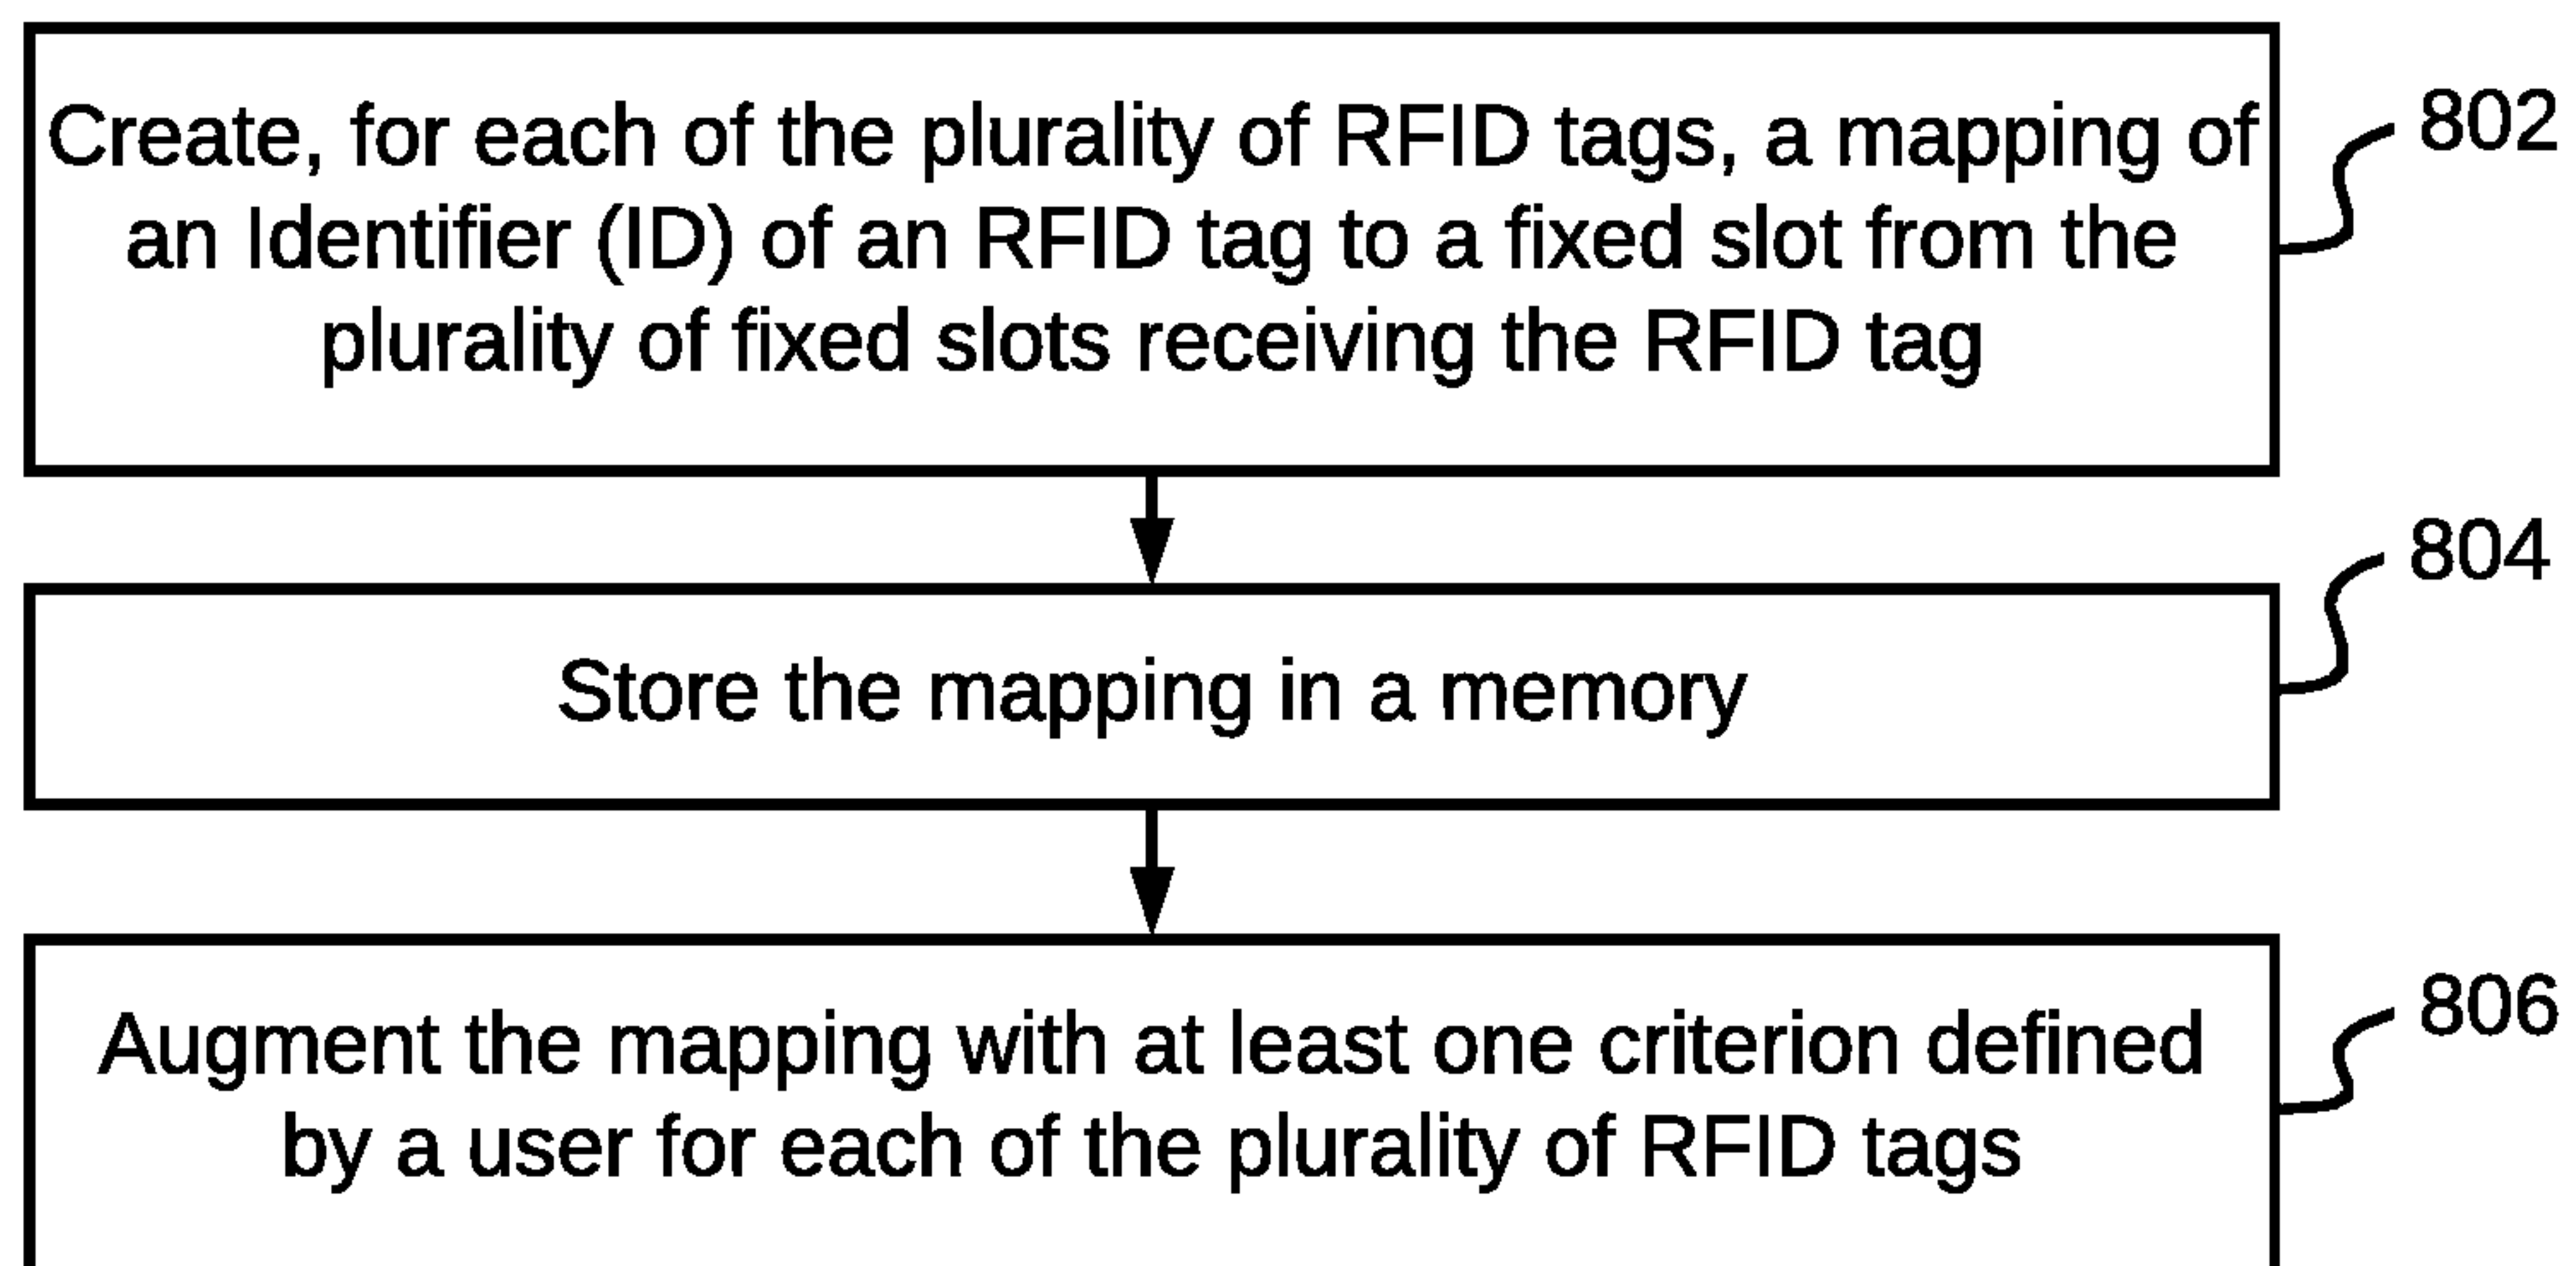 Create, for each of the plurality of RFID tags, a mapping of
an Identifier (ID) of an RFID tag to a fixed slot from the
plurality of fixed slots receiving the RFID tag
802
Store the mapping in a memory
804
Augment the mapping with at least one criterion defined
by a user for each of the plurality of RFID tags
806